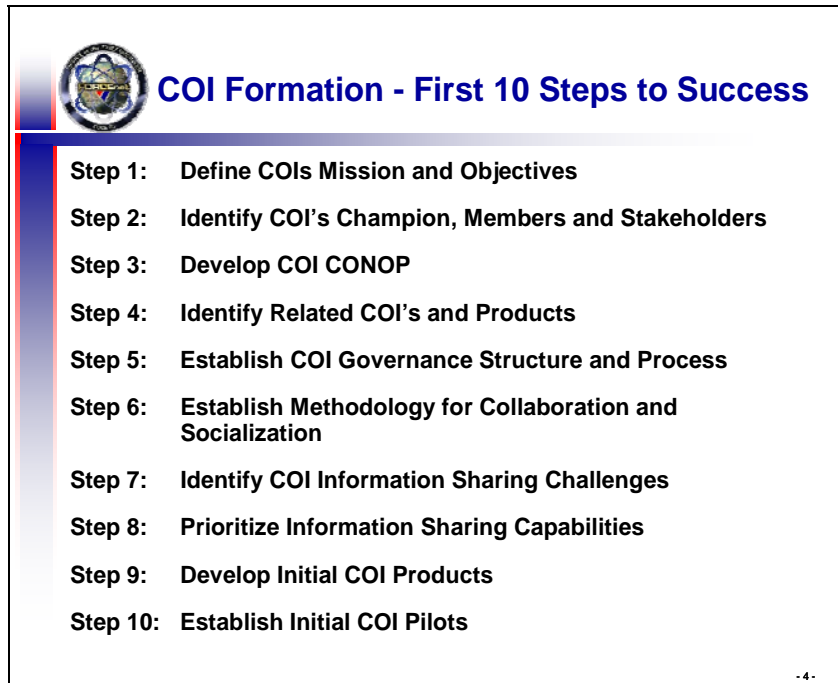 COI Formation - First 10 Steps to Success
Step 1: Define COIs Mission and Objectives
Step 2: Identify COI’s Champion, Members and Stakeholders
Step 3: Develop COI CONOP
Step 4: Identify Related COI’s and Products
Step 5: Establish COI Governance Structure and Process
Step 6: Establish Methodology for Collaboration and
Socialization
Step 7: Identify COI Information Sharing Challenges
Step 8: Prioritize Information Sharing Capabilities
Step 9: Develop Initial COI Products
Step 10: Establish Initial COI Pilots
- 4 -